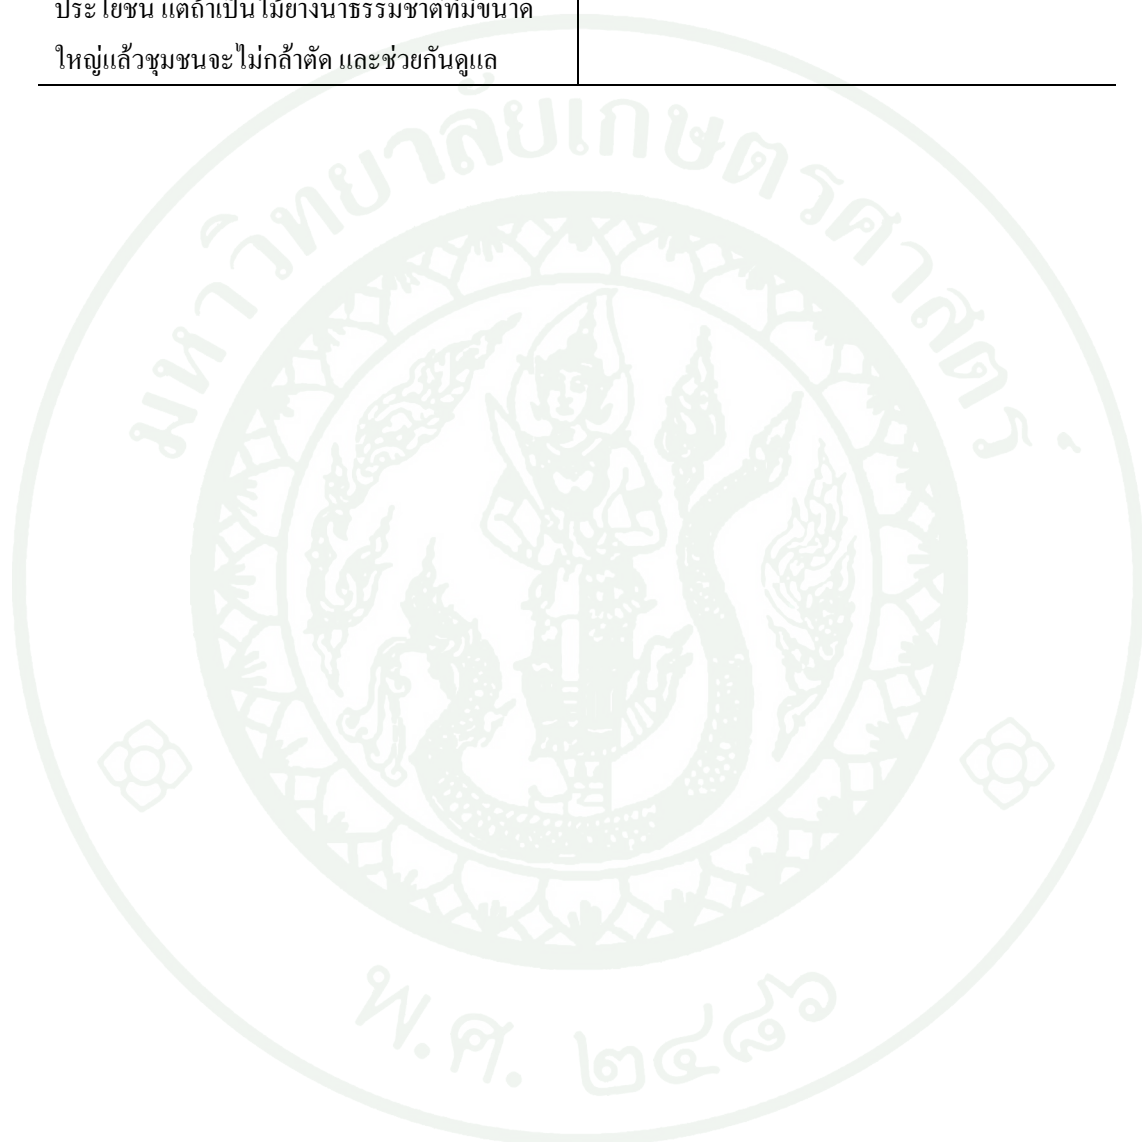 ประโยชน์ แต่ถ้าเป็นไม้ยางนาธรรมชาติที่มีขนาด
ใหญ่แล้วชุมชนจะไม่กล้าตัด และช่วยกันดูแล
มหาวิทยาลัยเกษตรศาสตร์
พ.ศ. ๒๔๘๖